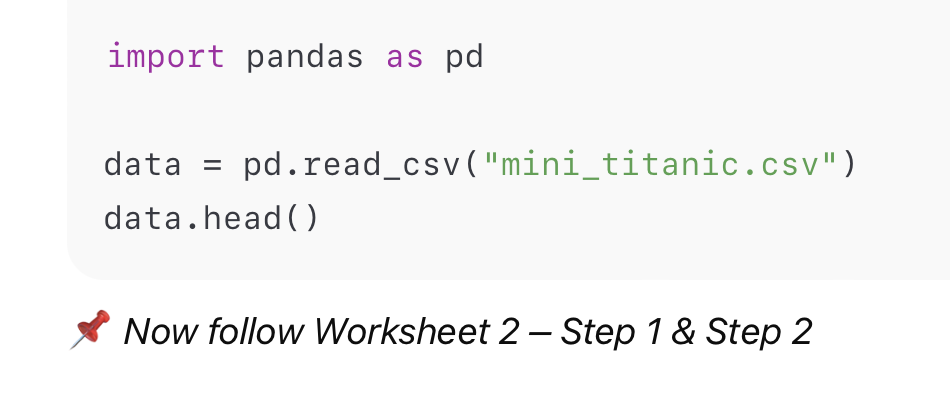 import pandas as pd
data = pd.read_csv("mini_titanic.csv")
data.head()
📌 Now follow Worksheet 2 – Step 1 & Step 2